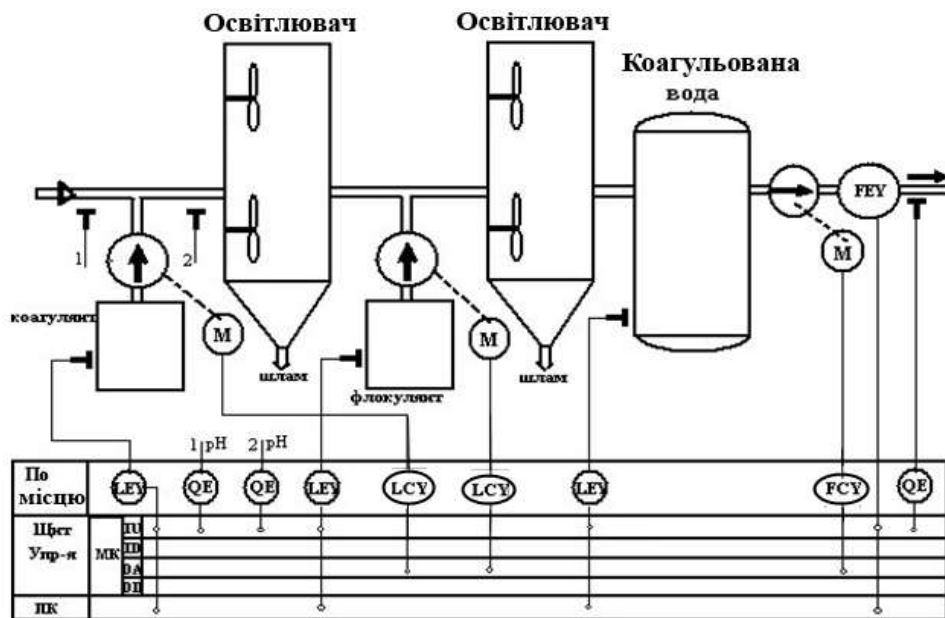 Освітлювач
Освітлювач
Коагульована
вода
FEY
1
2
M
коагулянт
M
M
шлам
флокулянт
шлам
1 pH
2 pH
По
місцю
LEY
QE
QE
LEY
LCY
LCY
LEY
FCY
QE
Щит
Упр-я
МК
ПК